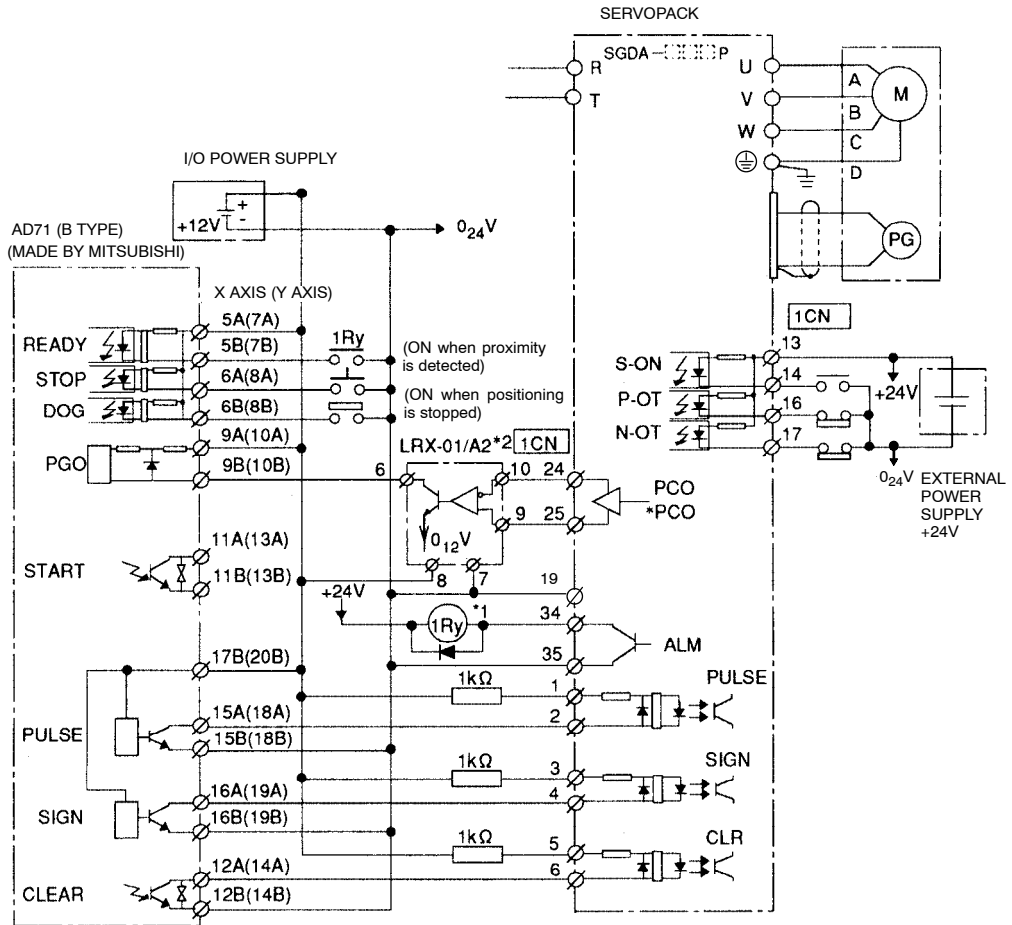 SERVOPACK
SGDA – P
R
T
U
V
W
A
B
C
D
M
PG
I/O POWER SUPPLY
+
-
+12V
0 24V
AD71 (B TYPE)
(MADE BY MITSUBISHI)
X AXIS (Y AXIS)
5A(7A)
READY
5B(7B)
1Ry
(ON when proximity
is detected)
STOP
6A(8A)
(ON when positioning
is stopped)
DOG
6B(8B)
9A(10A)
PGO
9B(10B)
LRX-01/A2*2
1CN
6
10
24
9
25
PCO
*PCO
0 12V
8
7
19
1CN
13
S-ON
14
+24V
P-OT
16
N-OT
17
0 24V
EXTERNAL
POWER
SUPPLY
+24V
START
11A(13A)
11B(13B)
+24V
1Ry
*1
34
35
ALM
17B(20B)
1kΩ
1
PULSE
PULSE
15A(18A)
2
15B(18B)
1kΩ
3
SIGN
SIGN
16A(19A)
4
16B(19B)
1kΩ
5
CLR
CLEAR
12A(14A)
6
12B(14B)